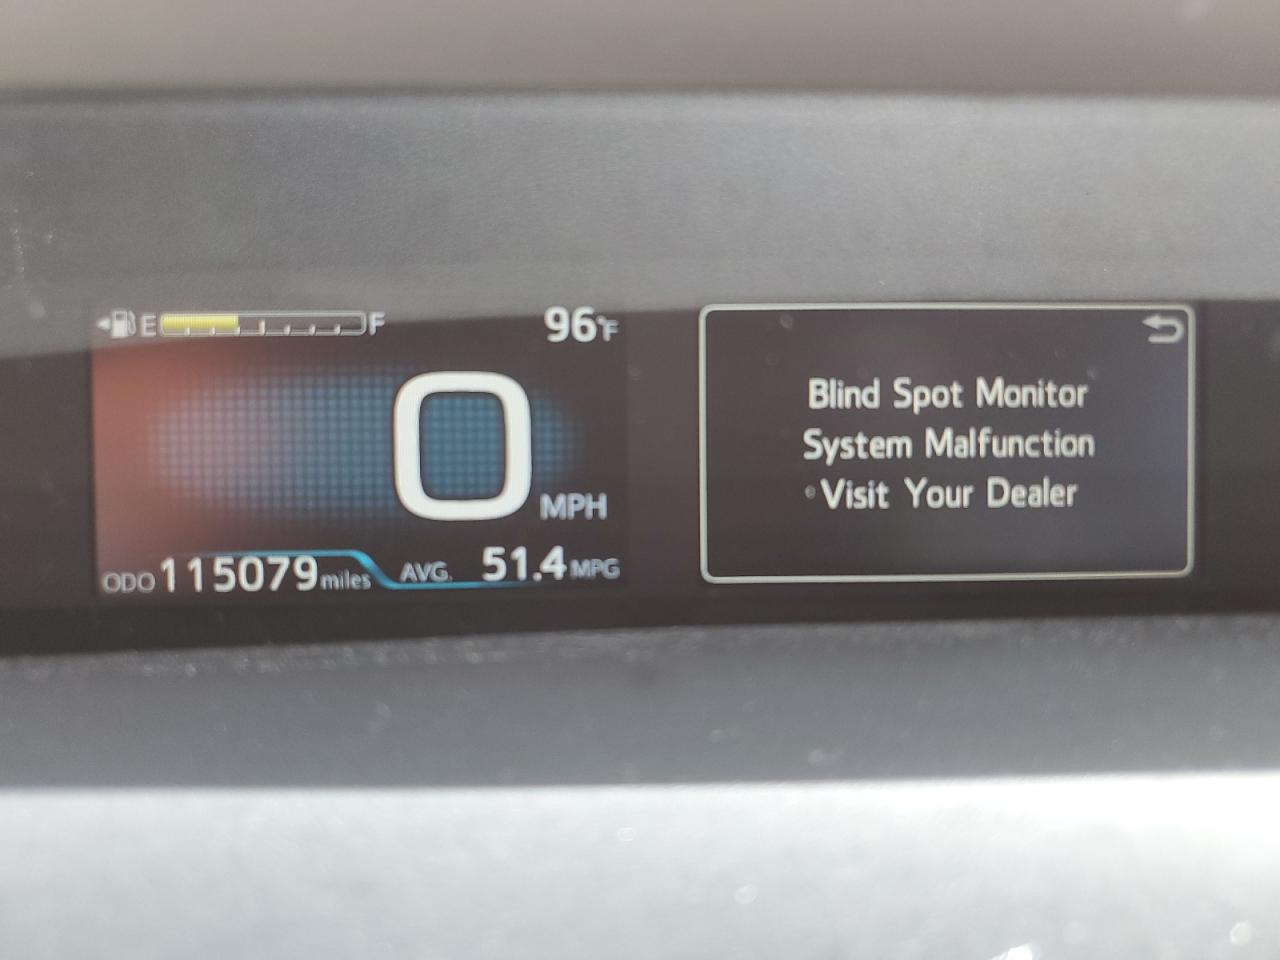 E F 96°F
0 MPH
ODO 115079 miles AVG. 51.4 MPG
Blind Spot Monitor
System Malfunction
•Visit Your Dealer